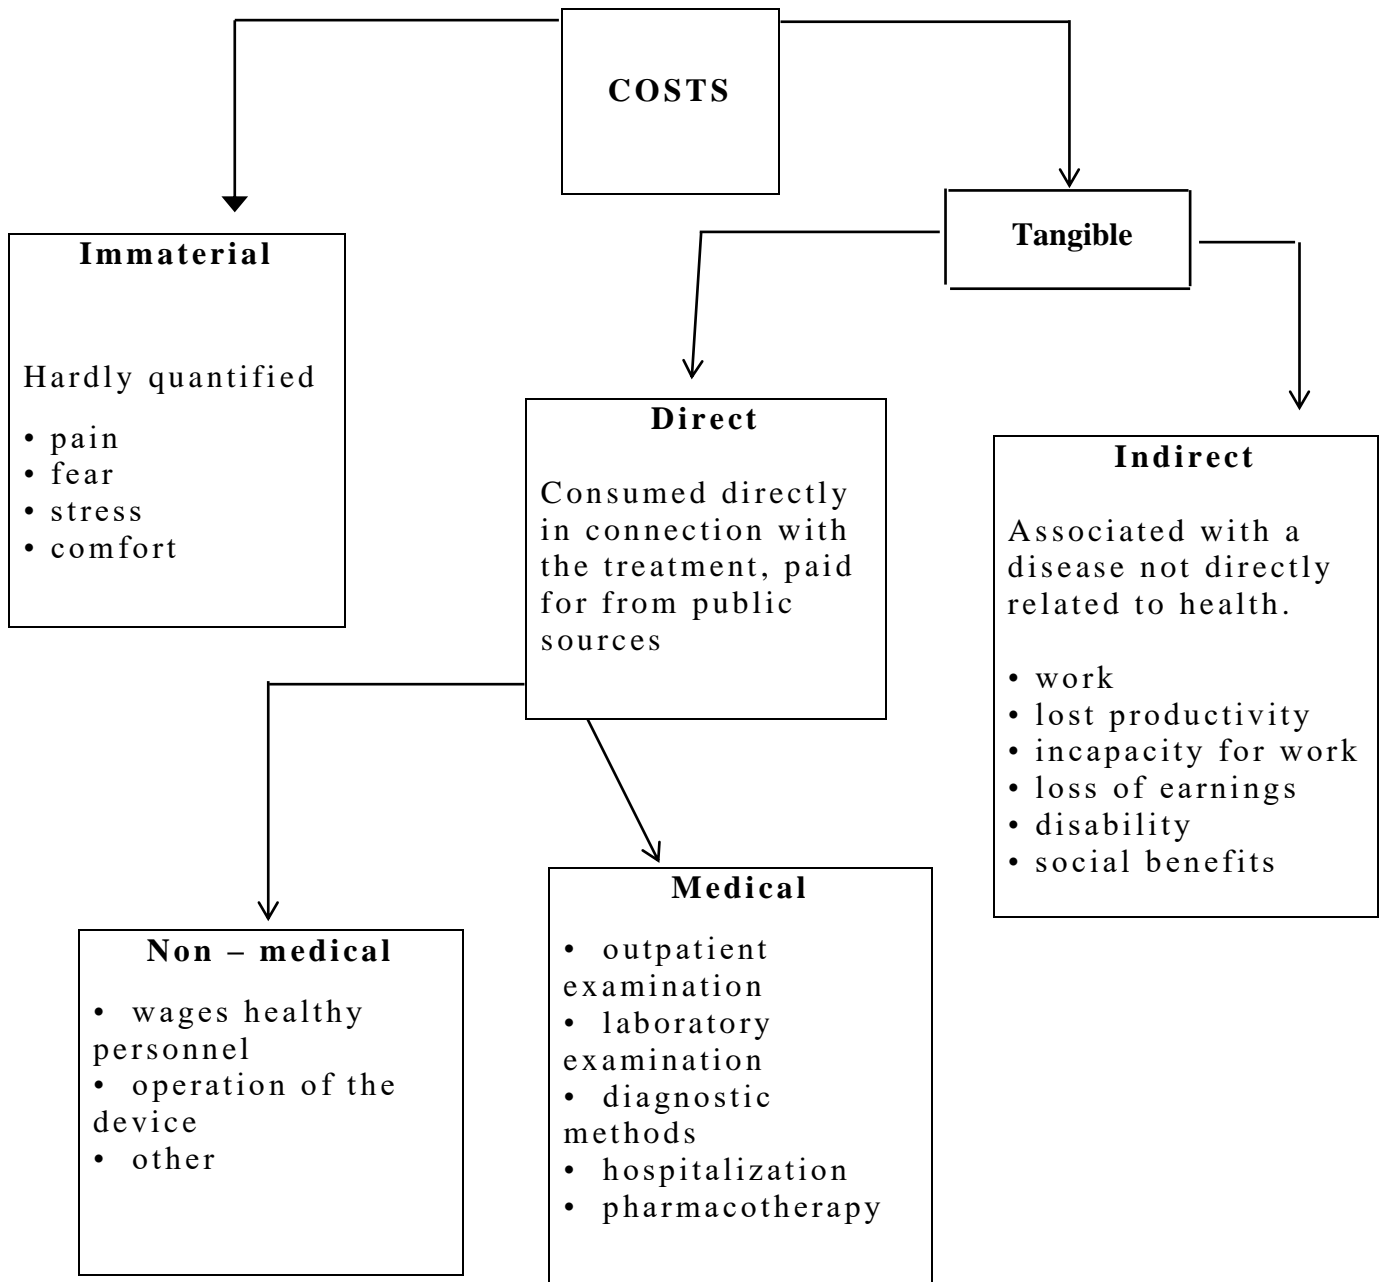 COSTS
Tangible
Immaterial
Hardly quantified
• pain
• fear
• stress
• comfort
Direct
Consumed directly
in connection with
the treatment, paid
for from public
sources
Indirect
Associated with a
disease not directly
related to health.
• work
• lost productivity
• incapacity for work
• loss of earnings
• disability
• social benefits
Non – medical
• wages healthy
personnel
• operation of the
device
• other
Medical
• outpatient
examination
• laboratory
examination
• diagnostic
methods
• hospitalization
• pharmacotherapy